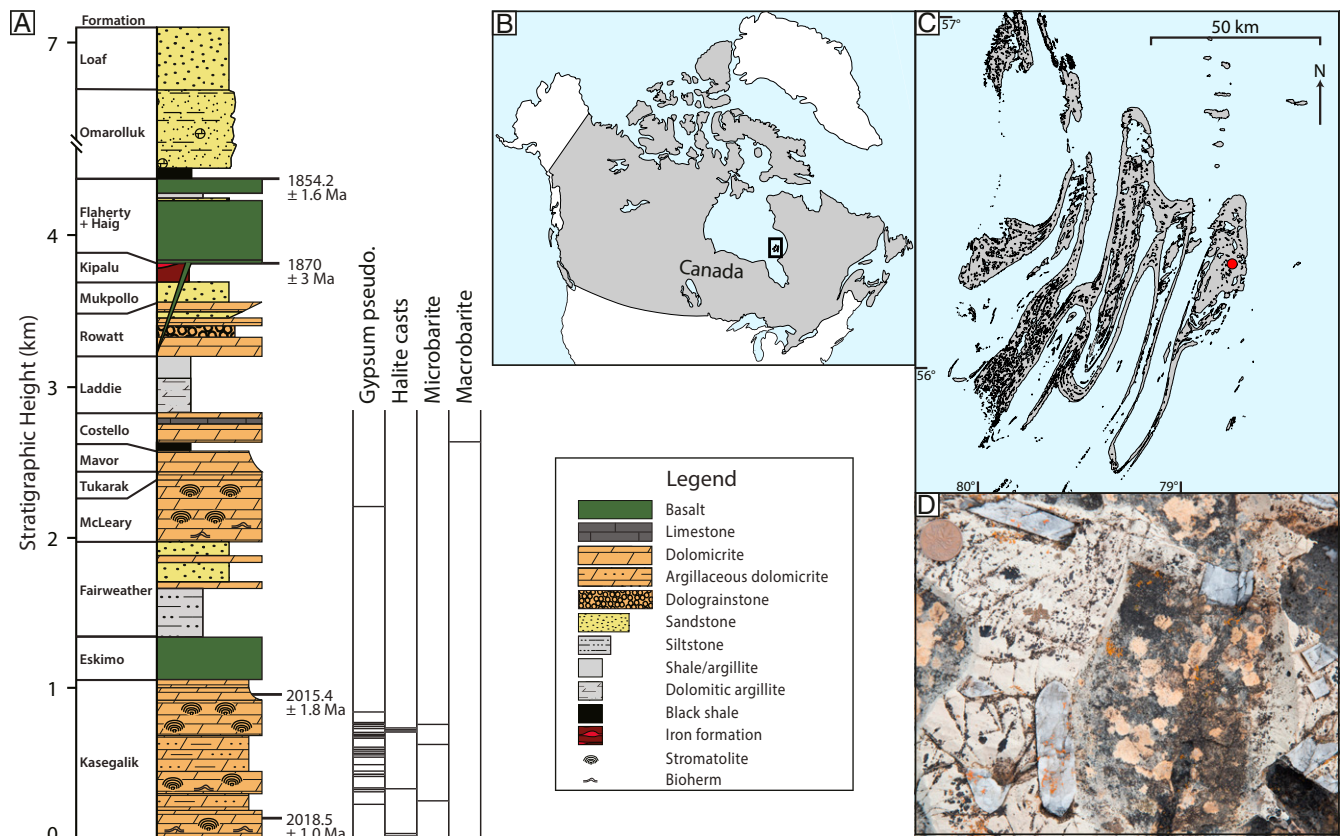 A
Formation
7
Loaf
Omarolluk
1854.2
± 1.6 Ma
Flaherty
+ Haig
4
Kipalu
1870
± 3 Ma
Mukpollo
Rowatt
Laddie
3
Costello
Mavor
Tukarak
McLeary
2
Fairweather
Eskimo
1
2015.4
± 1.8 Ma
Kasegalik
2018.5
± 1.0 Ma
0
Stratigraphic Height (km)
Gypsum pseudo.
Halite casts
Microbarite
Macrobarite
B
Canada
Legend
Basalt
Limestone
Dolomicrite
Argillaceous dolomicrite
Dolograinstone
Sandstone
Siltstone
Shale/argillite
Dolomitic argillite
Black shale
Iron formation
Stromatolite
Bioherm
C
57°
50 km
N
56°
80°
79°
D